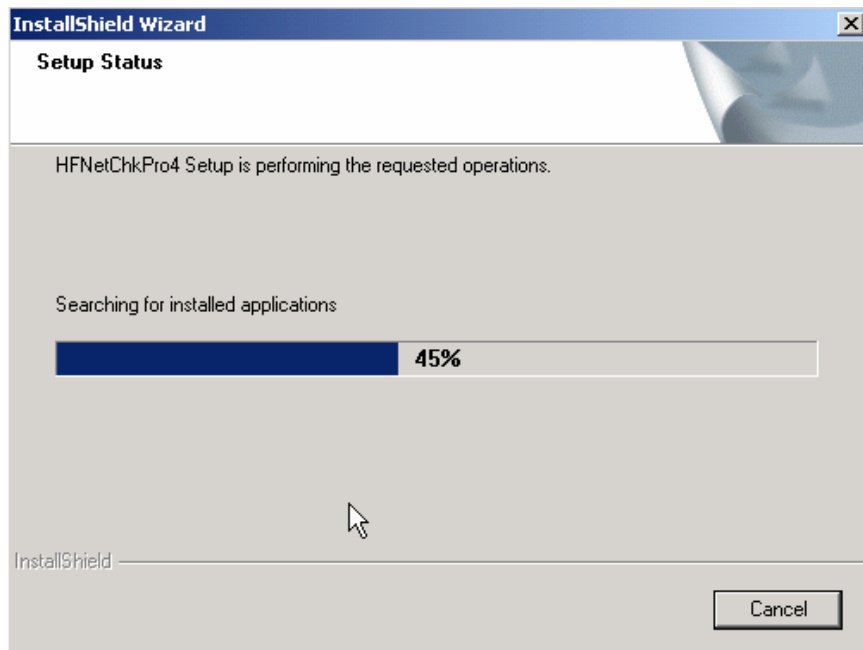 InstallShield Wizard
Setup Status
HFNetChkPro4 Setup is performing the requested operations.
Searching for installed applications
45%
InstallShield
Cancel